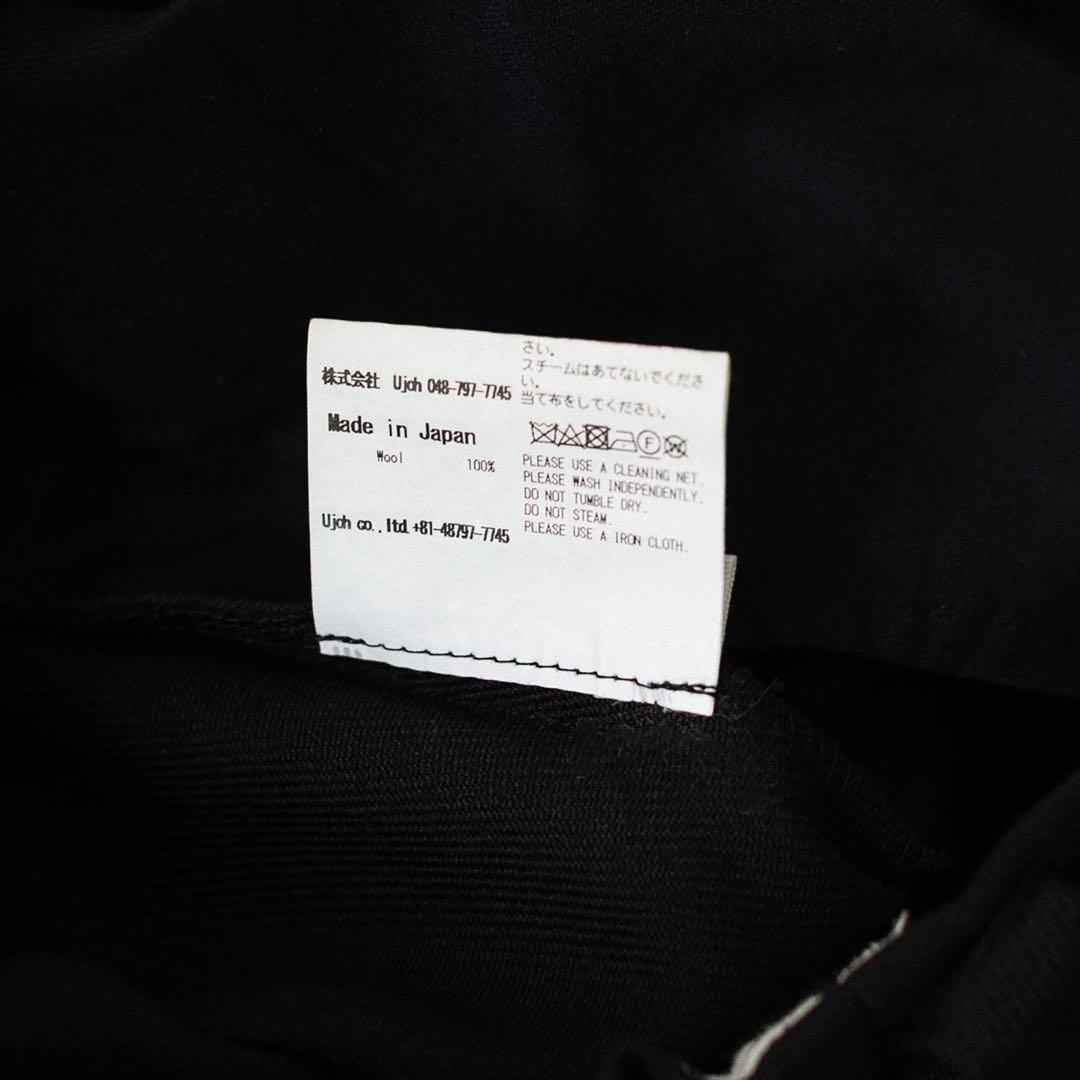 株式会社 Ujoh 048-797-7745
Made in Japan
Wool 100%
Ujoh co., ltd. +81-48797-7745
さい。
スチームはあてないでくださ
い。
当て布をしてください。
F W
PLEASE USE A CLEANING NET.
PLEASE WASH INDEPENDENTLY.
DO NOT TUMBLE DRY.
DO NOT STEAM.
PLEASE USE A IRON CLOTH.